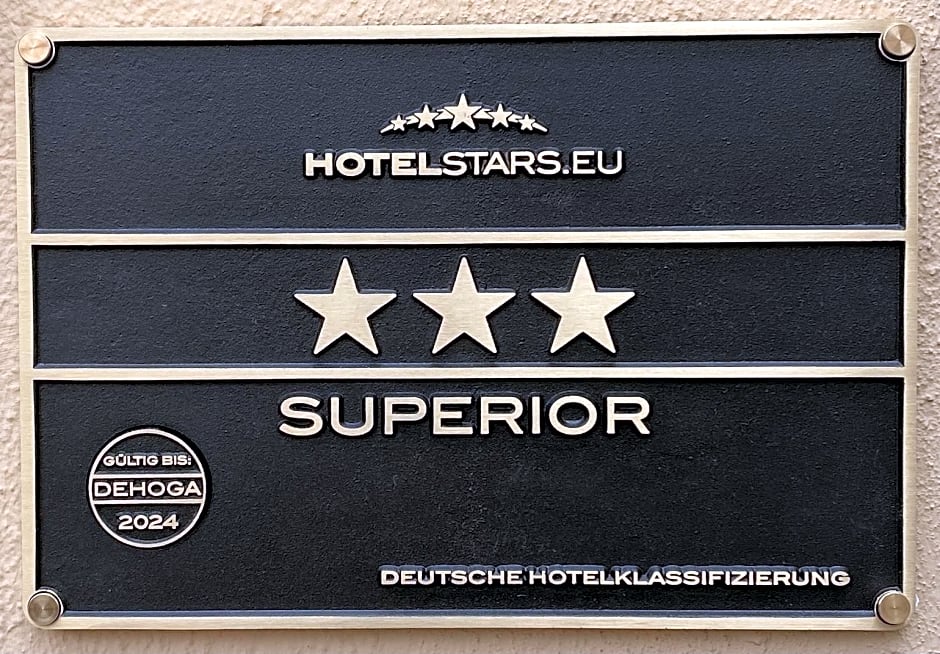 HOTELSTARS.EU
SUPERIOR
GÜLTIG BIS:
DEHOGA
2024
DEUTSCHE HOTELKLASSIFIZIERUNG